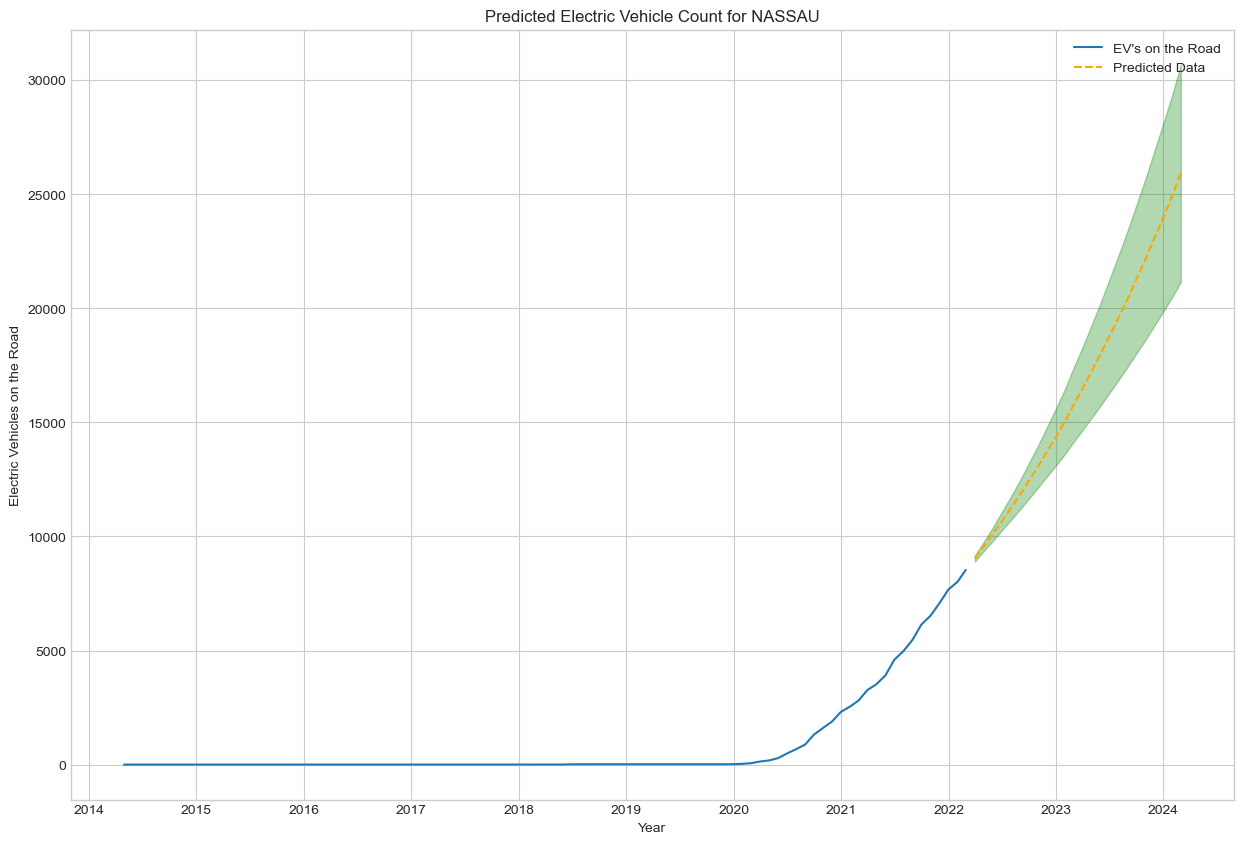 Predicted Electric Vehicle Count for NASSAU
EV's on the Road
Predicted Data
30000
25000
20000
15000
10000
5000
0
Electric Vehicles on the Road
2014 2015 2016 2017 2018 2019 2020 2021 2022 2023 2024
Year